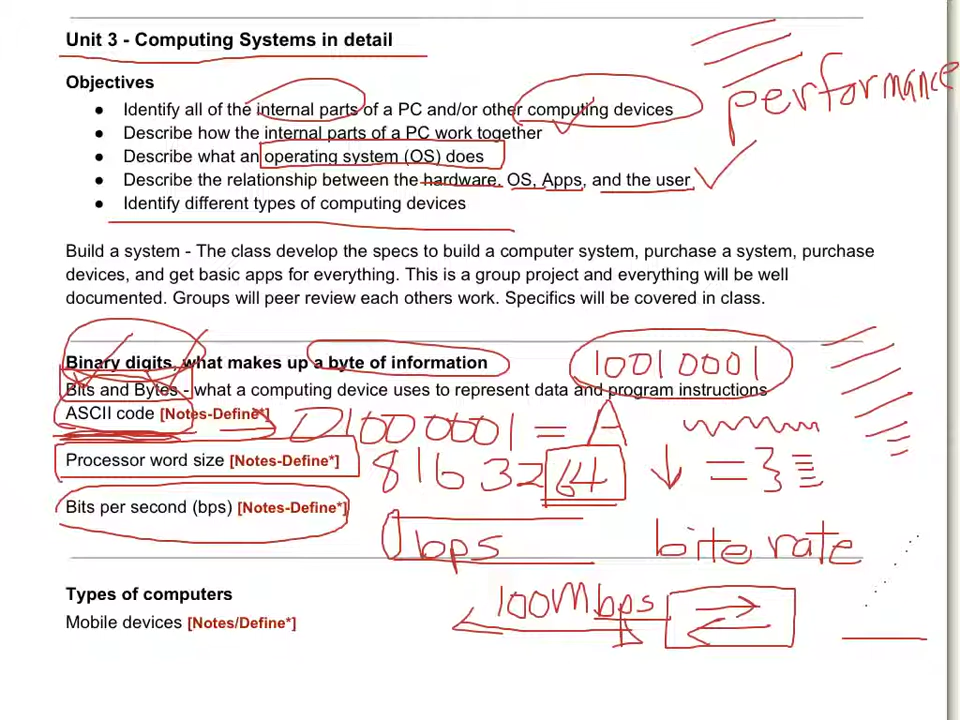 Unit 3 - Computing Systems in detail
Objectives
performance
● Identify all of the internal parts of a PC and/or other computing devices
● Describe how the internal parts of a PC work together
● Describe what an operating system (OS) does
● Describe the relationship between the hardware, OS, Apps, and the user
● Identify different types of computing devices
Build a system - The class develop the specs to build a computer system, purchase a system, purchase
devices, and get basic apps for everything. This is a group project and everything will be well
documented. Groups will peer review each others work. Specifics will be covered in class.
Binary digits, what makes up a byte of information 10010001
Bits and Bytes - what a computing device uses to represent data and program instructions
ASCII code [Notes-Define*] 01000001 = A
Processor word size [Notes-Define*] 8 16 32 64 =
Bits per second (bps) [Notes-Define*]
bps bite rate
100Mbps
Types of computers
Mobile devices [Notes/Define*]